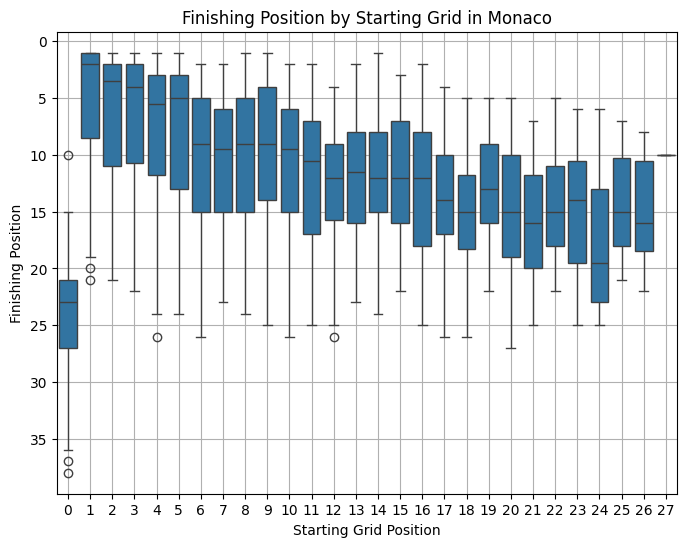 Finishing Position by Starting Grid in Monaco
Finishing Position
0
5
10
15
20
25
30
35
0 1 2 3 4 5 6 7 8 9 10 11 12 13 14 15 16 17 18 19 20 21 22 23 24 25 26 27
Starting Grid Position